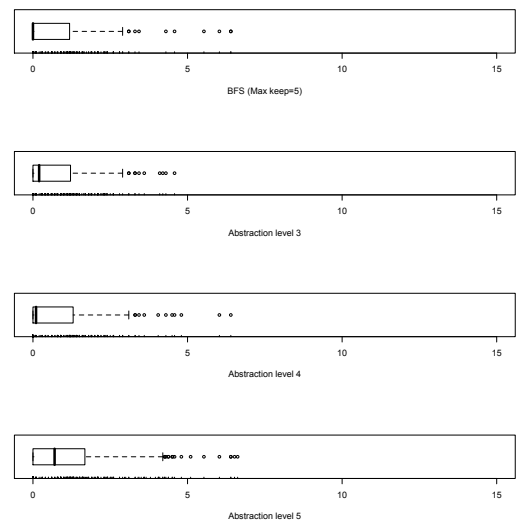 0 5 10 15
BFS (Max keep=5)
0 5 10 15
Abstraction level 3
0 5 10 15
Abstraction level 4
0 5 10 15
Abstraction level 5